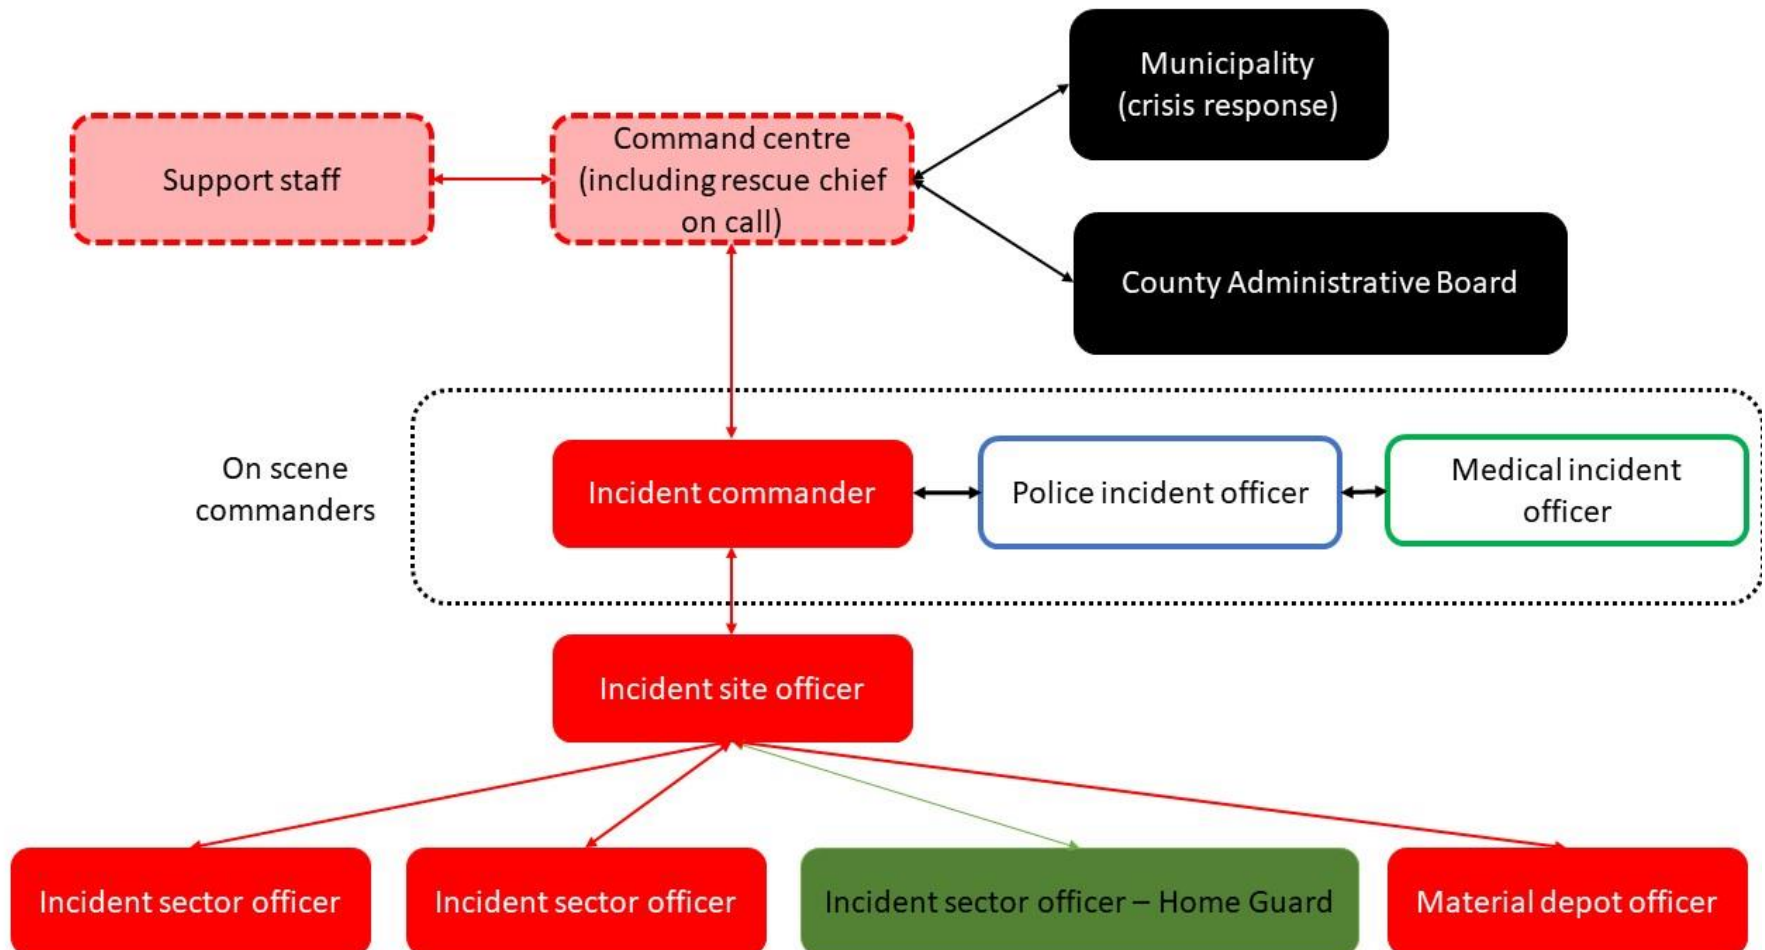 Municipality
(crisis response)
Support staff
Command centre
(including rescue chief
on call)
County Administrative Board
On scene
commanders
Incident commander
Police incident officer
Medical incident
officer
Incident site officer
Incident sector officer
Incident sector officer
Incident sector officer – Home Guard
Material depot officer